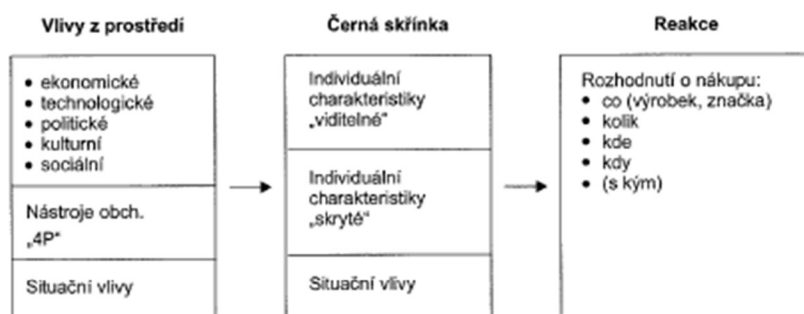 Vlivy z prostředí
• ekonomické
• technologické
• politické
• kulturní
• sociální
Nástroje obch.
„4P“
Situační vlivy
Černá skřínka
Individuální
charakteristiky
„viditelné“
Individuální
charakteristiky
„skryté“
Situační vlivy
Reakce
Rozhodnutí o nákupu:
• co (výrobek, značka)
• kolik
• kde
• kdy
• (s kým)